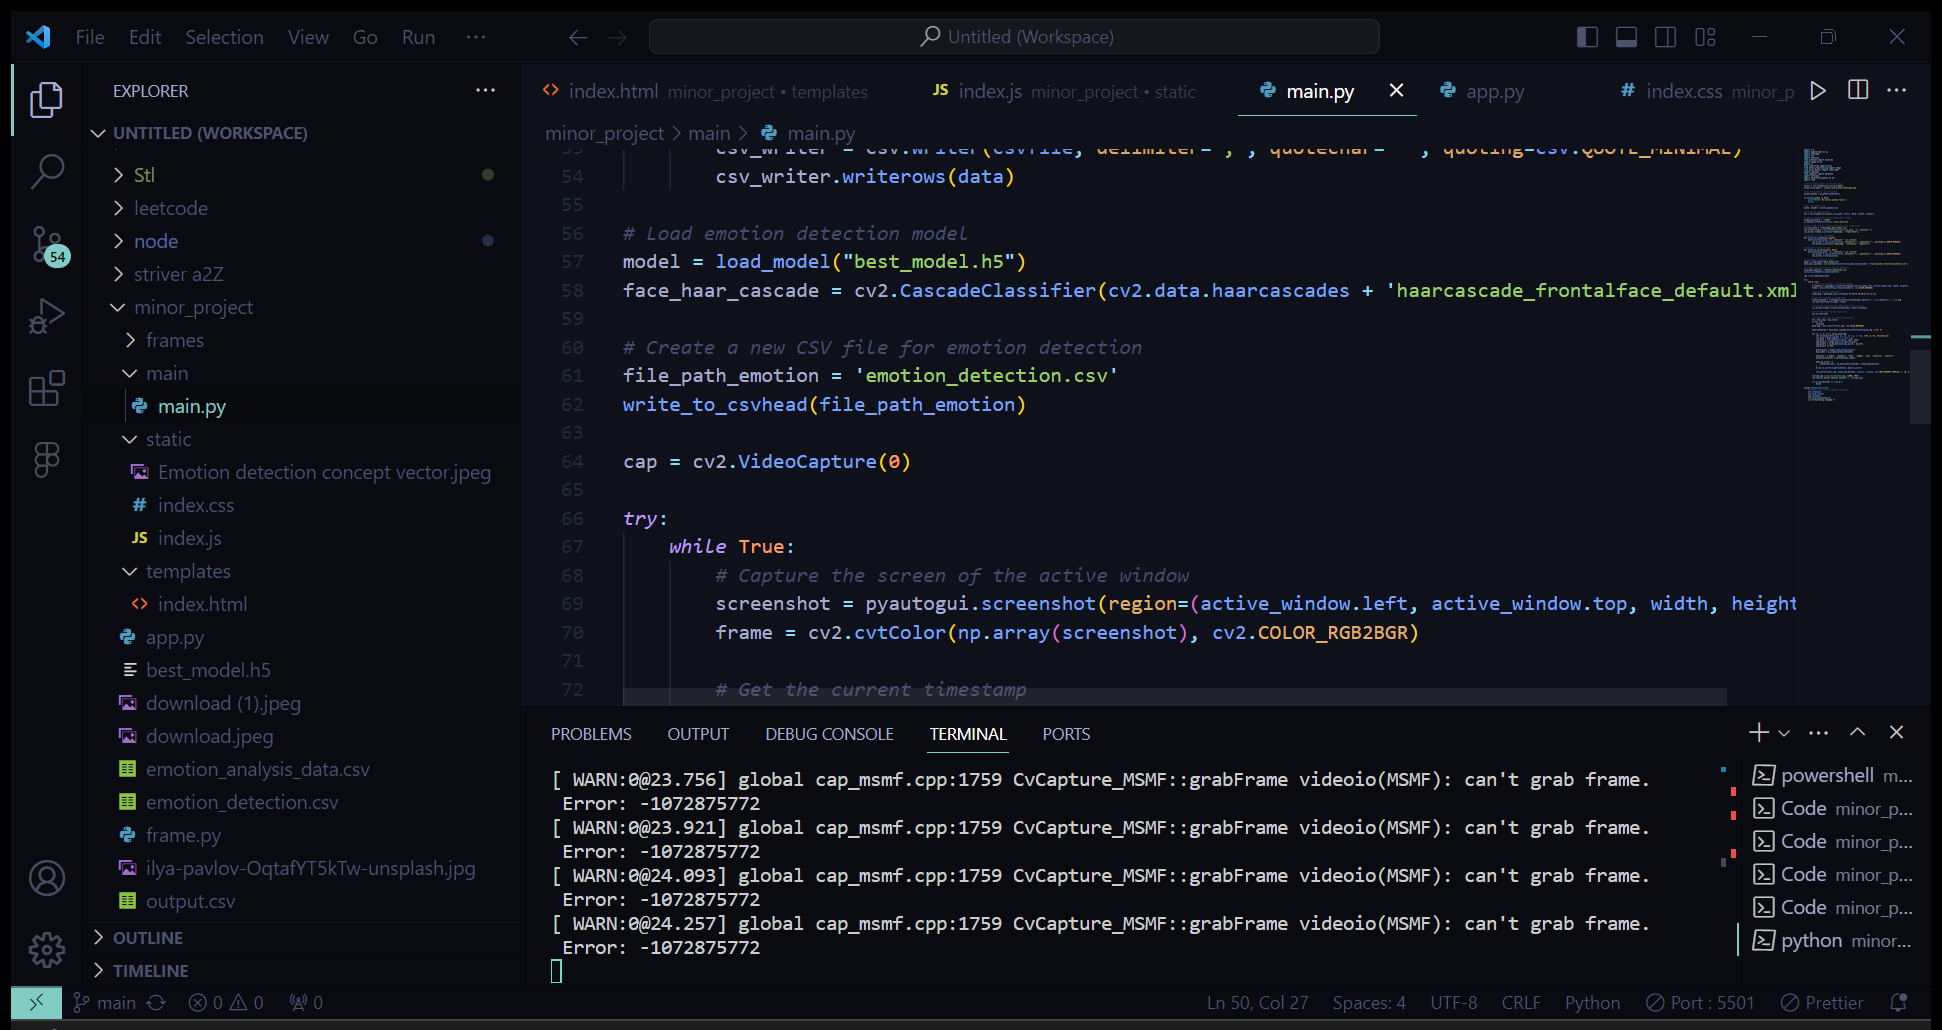 File Edit Selection View Go Run ···
Untitled (Workspace)
EXPLORER ···
UNTITLED (WORKSPACE)
Stl
leetcode
node
striver a2Z
minor_project
frames
main
main.py
static
Emotion detection concept vector.jpeg
# index.css
JS index.js
templates
<> index.html
app.py
best_model.h5
download (1).jpeg
download.jpeg
emotion_analysis_data.csv
emotion_detection.csv
frame.py
ilya-pavlov-OqtafYT5kTw-unsplash.jpg
output.csv
OUTLINE
TIMELINE
54
<> index.html minor_project • templates
JS index.js minor_project • static
main.py
app.py
# index.css minor_p
minor_project > main > main.py
54 csv_writer.writerows(data)
55
56 # Load emotion detection model
57 model = load_model("best_model.h5")
58 face_haar_cascade = cv2.CascadeClassifier(cv2.data.haarcascades + 'haarcascade_frontalface_default.xml
59
60 # Create a new CSV file for emotion detection
61 file_path_emotion = 'emotion_detection.csv'
62 write_to_csvhead(file_path_emotion)
63
64 cap = cv2.VideoCapture(0)
65
66 try:
67 while True:
68 # Capture the screen of the active window
69 screenshot = pyautogui.screenshot(region=(active_window.left, active_window.top, width, height
70 frame = cv2.cvtColor(np.array(screenshot), cv2.COLOR_RGB2BGR)
71
72 # Get the current timestamp
PROBLEMS OUTPUT DEBUG CONSOLE TERMINAL PORTS
[ WARN:0@23.756] global cap_msmf.cpp:1759 CvCapture_MSMF::grabFrame videoio(MSMF): can't grab frame.
Error: -1072875772
[ WARN:0@23.921] global cap_msmf.cpp:1759 CvCapture_MSMF::grabFrame videoio(MSMF): can't grab frame.
Error: -1072875772
[ WARN:0@24.093] global cap_msmf.cpp:1759 CvCapture_MSMF::grabFrame videoio(MSMF): can't grab frame.
Error: -1072875772
[ WARN:0@24.257] global cap_msmf.cpp:1759 CvCapture_MSMF::grabFrame videoio(MSMF): can't grab frame.
Error: -1072875772
powershell m...
Code minor_p...
Code minor_p...
Code minor_p...
Code minor_p...
python minor...
main 0 0 0 Ln 50, Col 27 Spaces: 4 UTF-8 CRLF Python Port : 5501 Prettier